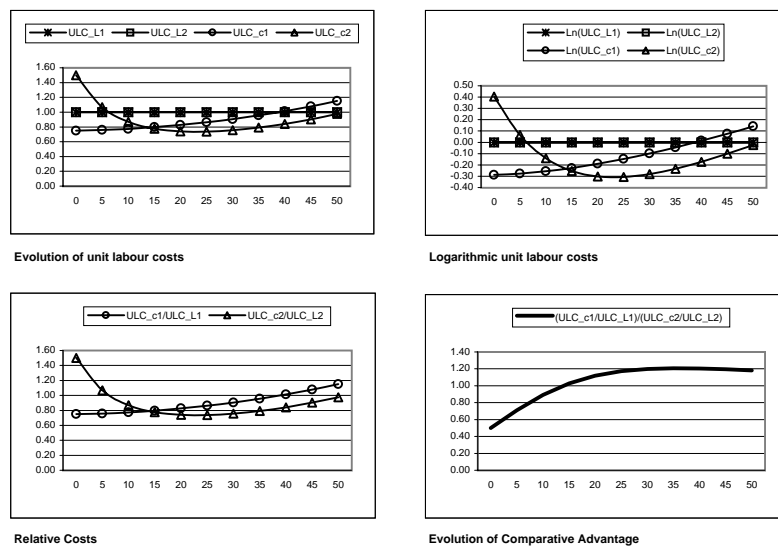 ULC_L1 ULC_L2 ULC_c1 ULC_c2
1.60
1.40
1.20
1.00
0.80
0.60
0.40
0.20
0.00
0 5 10 15 20 25 30 35 40 45 50
Evolution of unit labour costs
Ln(ULC_L1) Ln(ULC_L2)
Ln(ULC_c1) Ln(ULC_c2)
0.50
0.40
0.30
0.20
0.10
0.00
-0.10
-0.20
-0.30
-0.40
0 5 10 15 20 25 30 35 40 45 50
Logarithmic unit labour costs
ULC_c1/ULC_L1 ULC_c2/ULC_L2
1.60
1.40
1.20
1.00
0.80
0.60
0.40
0.20
0.00
0 5 10 15 20 25 30 35 40 45 50
Relative Costs
(ULC_c1/ULC_L1)/(ULC_c2/ULC_L2)
1.40
1.20
1.00
0.80
0.60
0.40
0.20
0.00
0 5 10 15 20 25 30 35 40 45 50
Evolution of Comparative Advantage